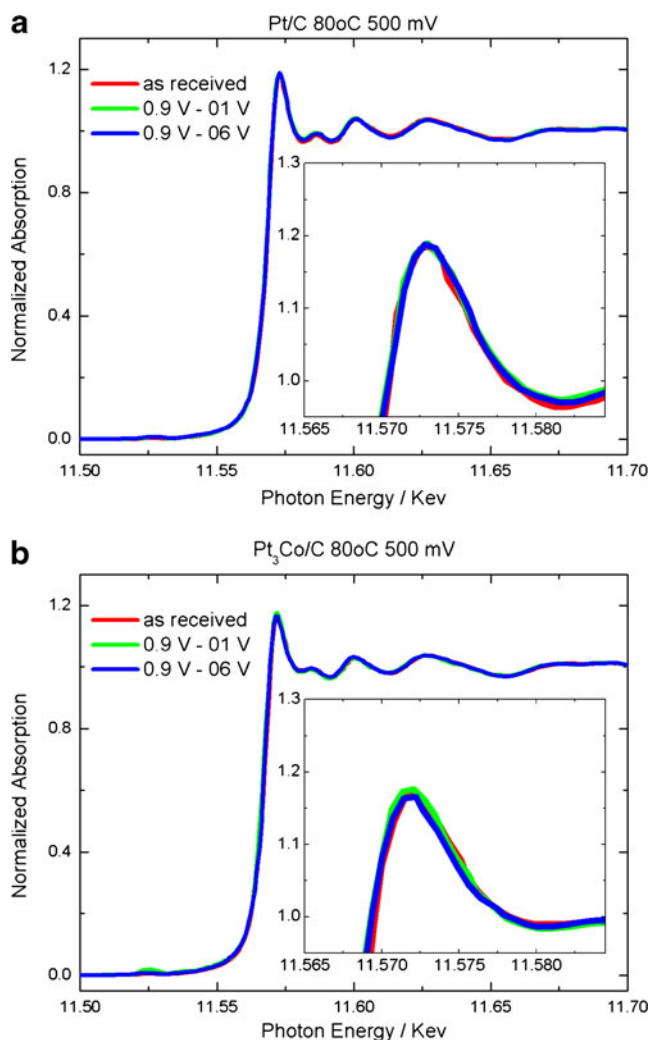 a
Pt/C 80oC 500 mV
as received
0.9 V - 01 V
0.9 V - 06 V
Normalized Absorption
1.2
0.8
0.4
0.0
1.3
1.2
1.1
1.0
11.565 11.570 11.575 11.580
11.50 11.55 11.60 11.65 11.70
Photon Energy / Kev
b
Pt₃Co/C 80oC 500 mV
as received
0.9 V - 01 V
0.9 V - 06 V
Normalized Absorption
1.2
0.8
0.4
0.0
1.3
1.2
1.1
1.0
11.565 11.570 11.575 11.580
11.50 11.55 11.60 11.65 11.70
Photon Energy / Kev